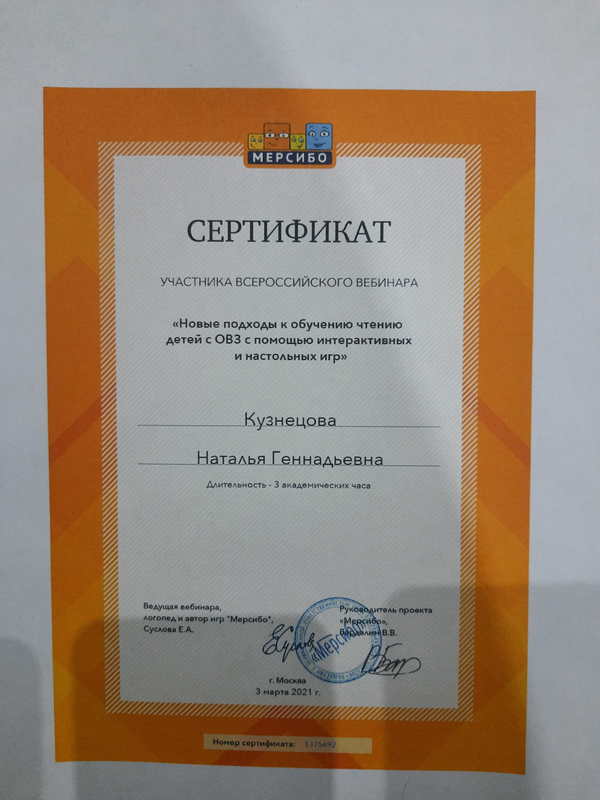 МЕРСИБО
СЕРТИФИКАТ
УЧАСТНИКА ВСЕРОССИЙСКОГО ВЕБИНАРА
«Новые подходы к обучению чтению
детей с ОВЗ с помощью интерактивных
и настольных игр»
Кузнецова
Наталья Геннадьевна
Длительность - 3 академических часа
Ведущая вебинара,
логопед и автор игр "Мерсибо",
Суслова Е.А.
Руководитель проекта
«Мерсибо»,
В.В.
«Мерсибо»
г. Москва
3 марта 2021 г.
Номер сертификата: 1375692